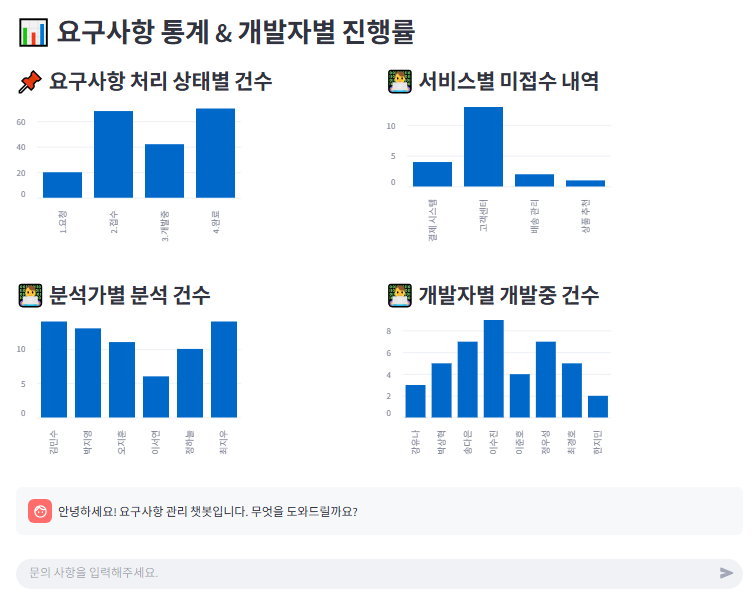 요구사항 통계 & 개발자별 진행률
요구사항 처리 상태별 건수
60
40
20
0
1.요청
2.접수
3.개발중
4.완료
서비스별 미접수 내역
10
5
0
결제 시스템
고객센터
배송 관리
상품 추천
분석가별 분석 건수
10
5
0
김민수
박지영
오지훈
이서연
정하늘
최지우
개발자별 개발중 건수
8
6
4
2
0
강유나
박상혁
송다은
이수진
이준호
정우성
최경호
한지민
안녕하세요! 요구사항 관리 챗봇입니다. 무엇을 도와드릴까요?
문의 사항을 입력해주세요.